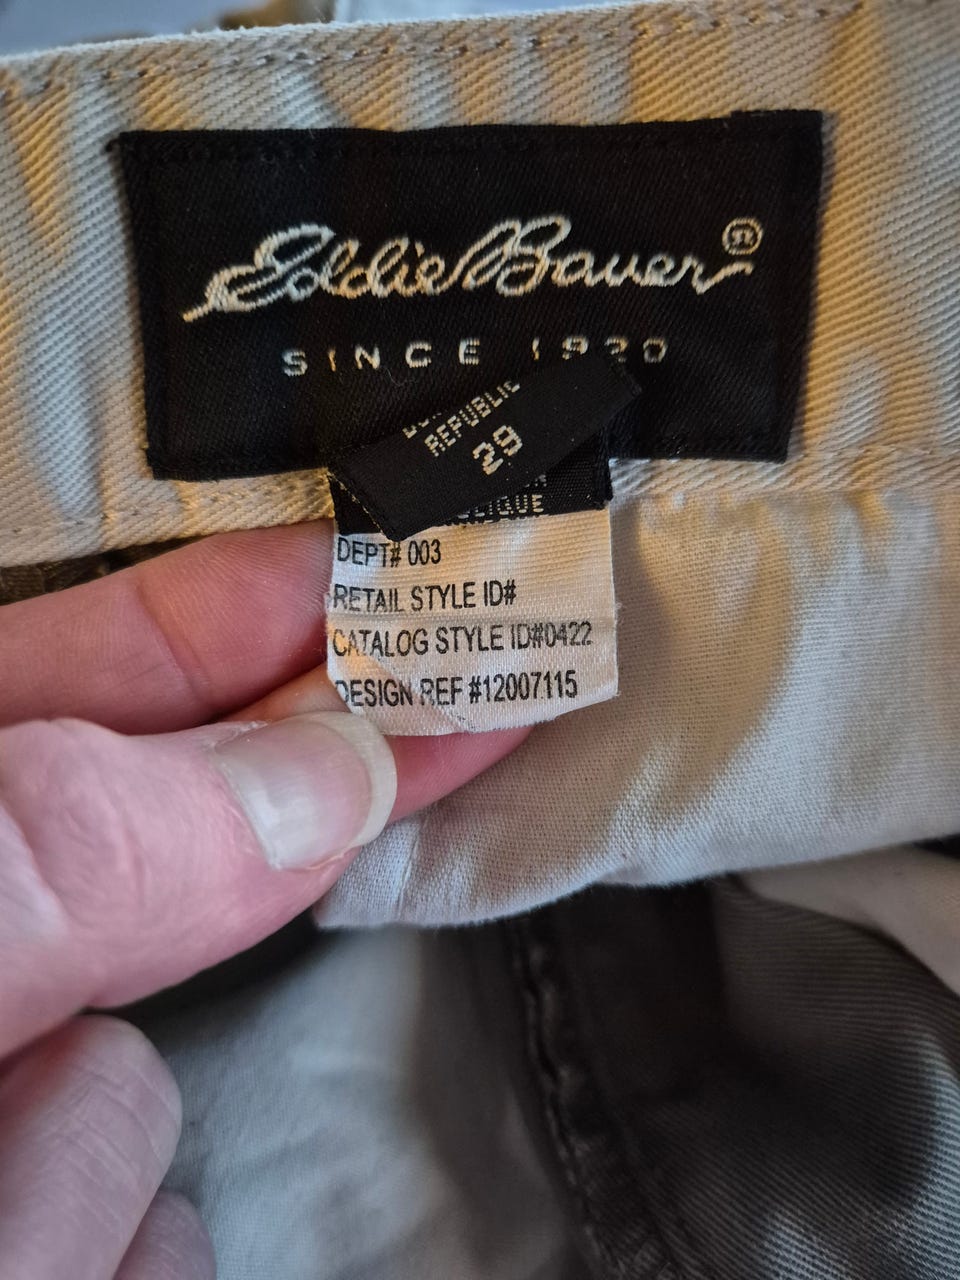 Eddie Bauer®
SINCE 1920
REPUBLIC
29
DEPT# 003
RETAIL STYLE ID#
CATALOG STYLE ID#0422
DESIGN REF #12007115